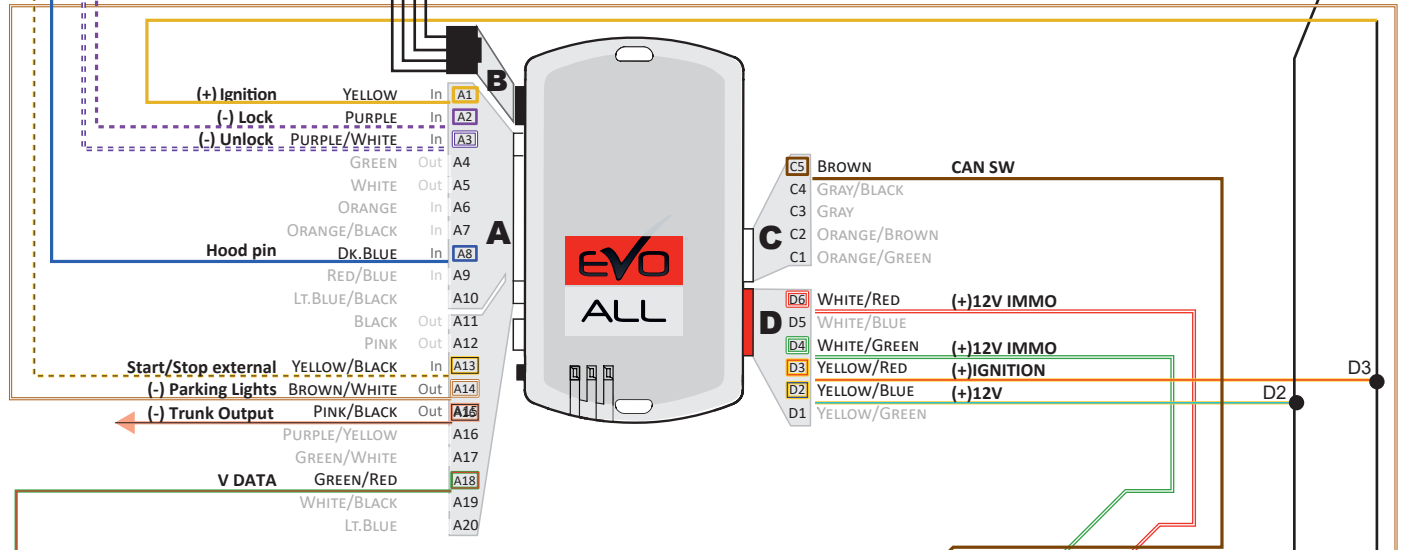 B
(+) Ignition YELLOW In A1
(-) Lock PURPLE In A2
(-) Unlock PURPLE/WHITE In A3
GREEN Out A4
WHITE Out A5
ORANGE In A6
ORANGE/BLACK In A7
Hood pin DK.BLUE In A8
RED/BLUE In A9
LT.BLUE/BLACK A10
BLACK Out A11
PINK Out A12
Start/Stop external YELLOW/BLACK In A13
(-) Parking Lights BROWN/WHITE Out A14
(-) Trunk Output PINK/BLACK Out A15
PURPLE/YELLOW A16
GREEN/WHITE A17
V DATA GREEN/RED A18
WHITE/BLACK A19
LT.BLUE A20
A
EVO
ALL
C
C5 BROWN CAN SW
C4 GRAY/BLACK
C3 GRAY
C2 ORANGE/BROWN
C1 ORANGE/GREEN
D
D6 WHITE/RED (+)12V IMMO
D5 WHITE/BLUE
D4 WHITE/GREEN (+)12V IMMO
D3 YELLOW/RED (+)IGNITION
D2 YELLOW/BLUE (+)12V
D1 YELLOW/GREEN
D3
D2